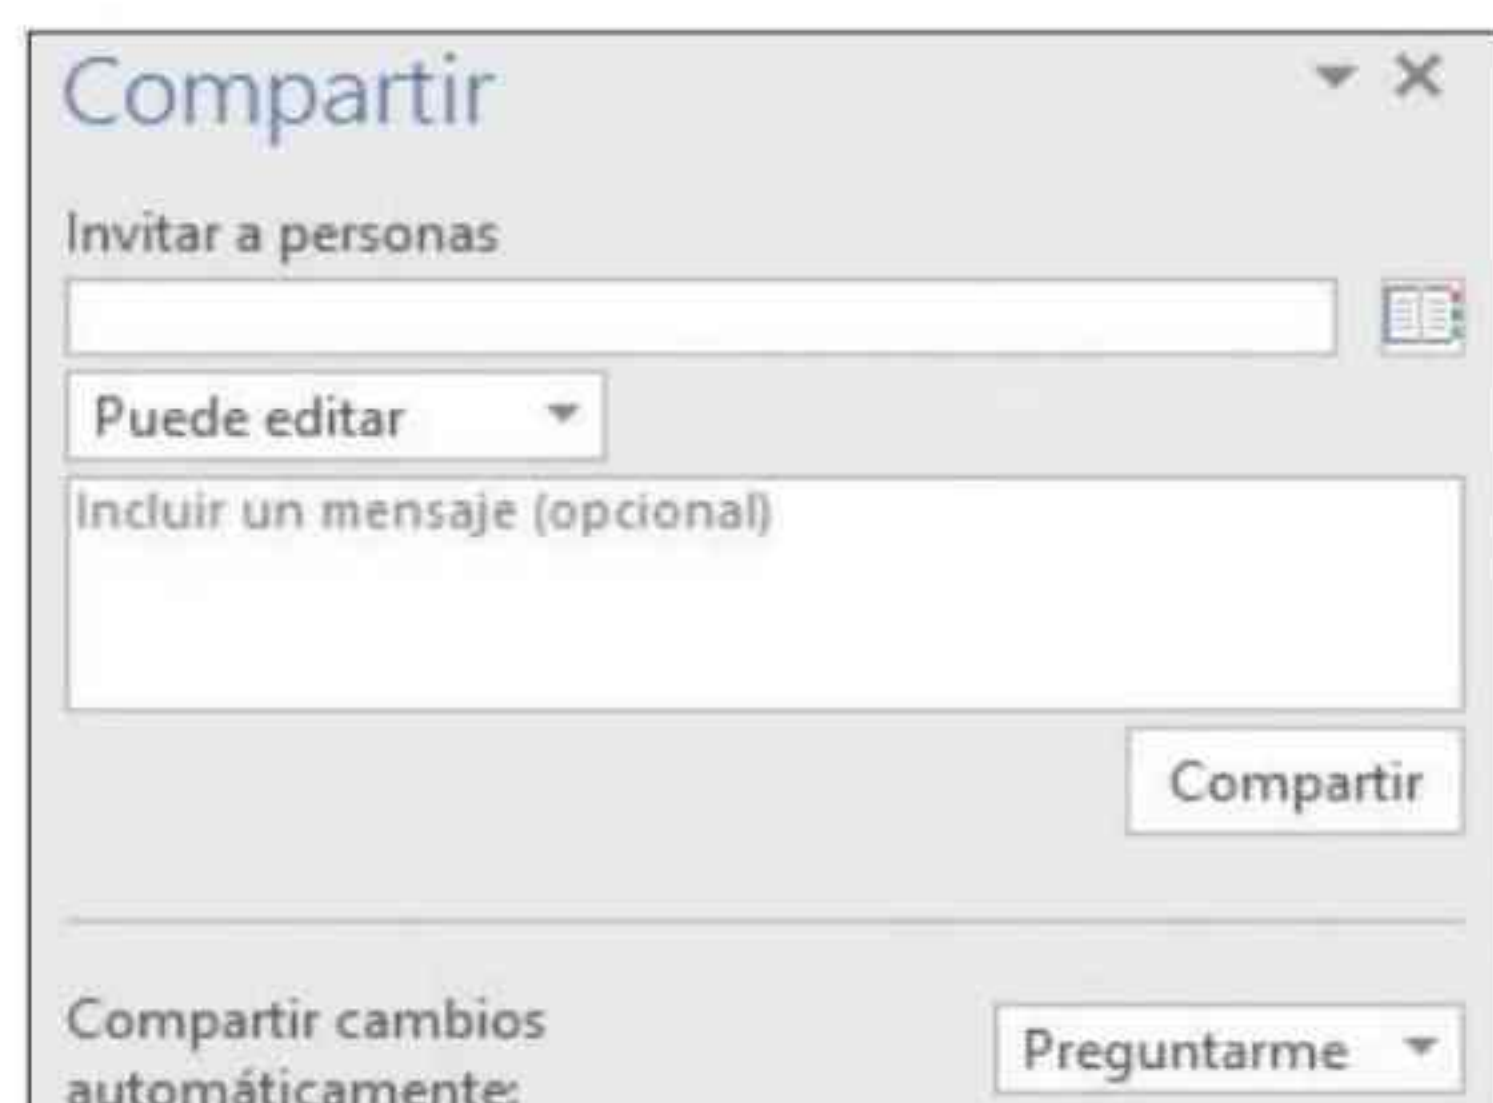 Compartir
Invitar a personas
Puede editar
Incluir un mensaje (opcional)
Compartir
Compartir cambios
automáticamente:
Preguntarme